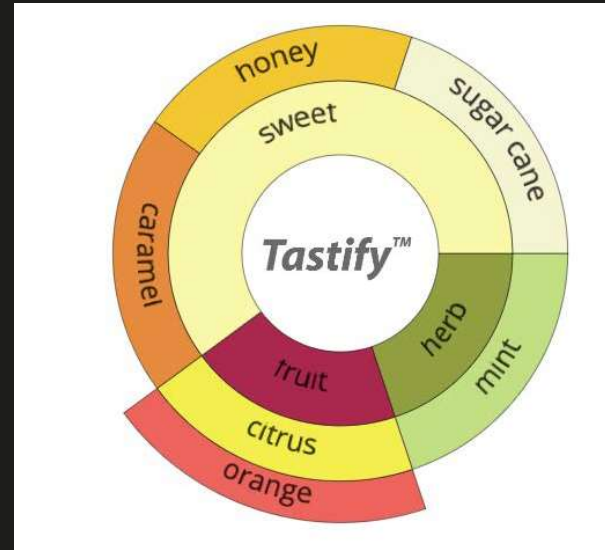 honey
sugar cane
sweet
caramel
Tastify™
herb
mint
fruit
citrus
orange